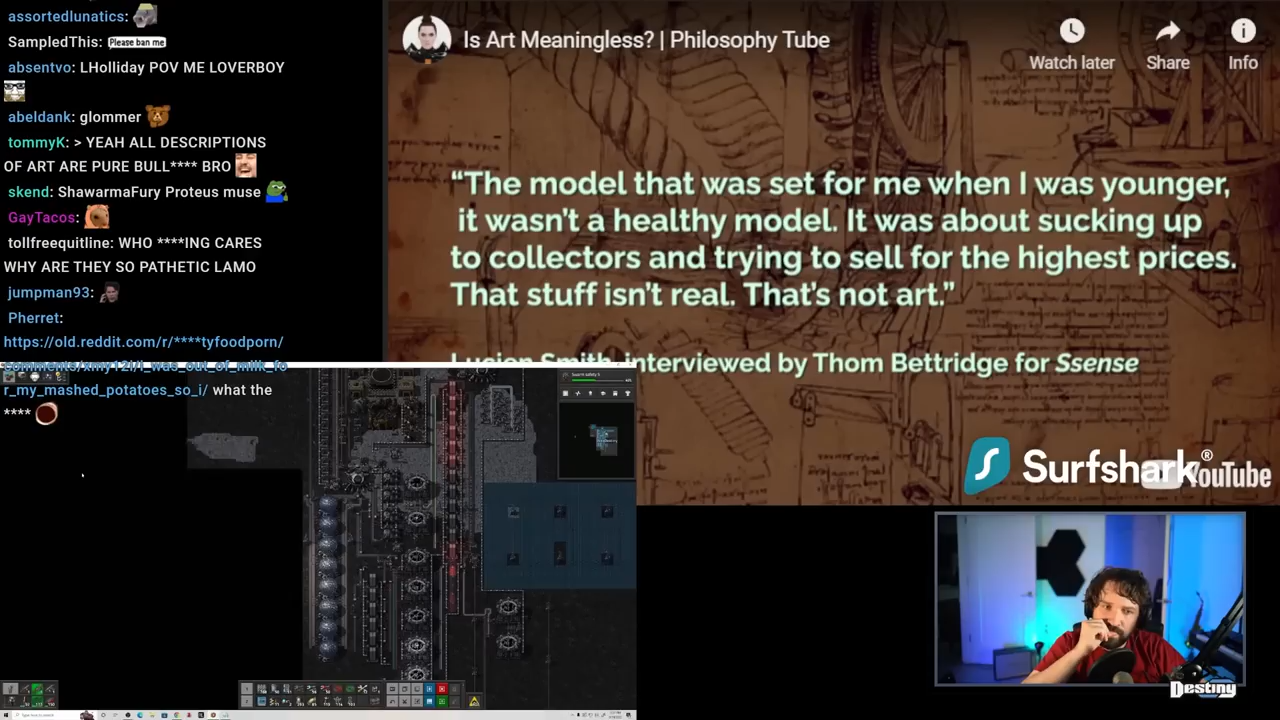 assortedlunatics:
SampledThis: Please ban me
absentvo: LHolliday POV ME LOVERBOY
abeldank: glommer
tommyK: > YEAH ALL DESCRIPTIONS
OF ART ARE PURE BULL**** BRO
skend: ShawarmaFury Proteus muse
GayTacos:
tollfreequitline: WHO ****ING CARES
WHY ARE THEY SO PATHETIC LAMO
jumpman93:
Pherret:
https://old.reddit.com/r/****tyfoodporn/
comments/xmy12l/i_was_out_of_milk_fo
r_my_mashed_potatoes_so_i/ what the
****
Is Art Meaningless? | Philosophy Tube
Watch later
Share
Info
“The model that was set for me when I was younger,
it wasn’t a healthy model. It was about sucking up
to collectors and trying to sell for the highest prices.
That stuff isn’t real. That’s not art.”
Lucien Smith, interviewed by Thom Bettridge for Ssense
Surfshark®
YouTube
Destiny